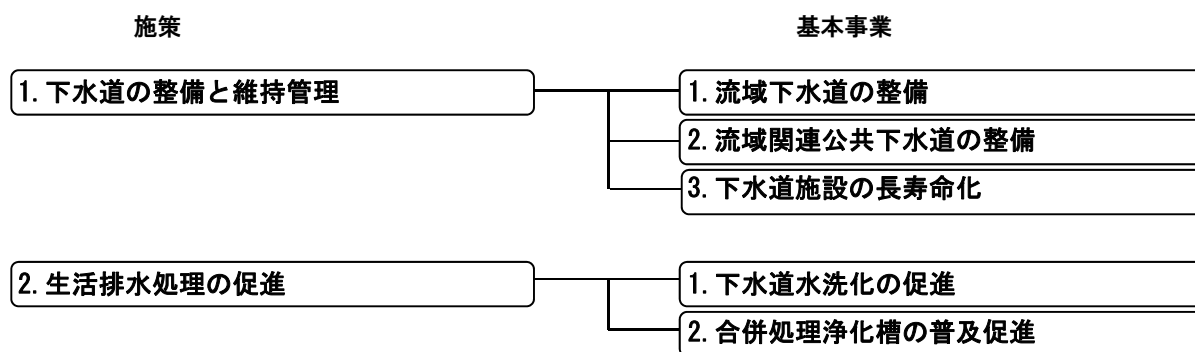 施策
基本事業
1. 下水道の整備と維持管理
1. 流域下水道の整備
2. 流域関連公共下水道の整備
3. 下水道施設の長寿命化
2. 生活排水処理の促進
1. 下水道水洗化の促進
2. 合併処理浄化槽の普及促進